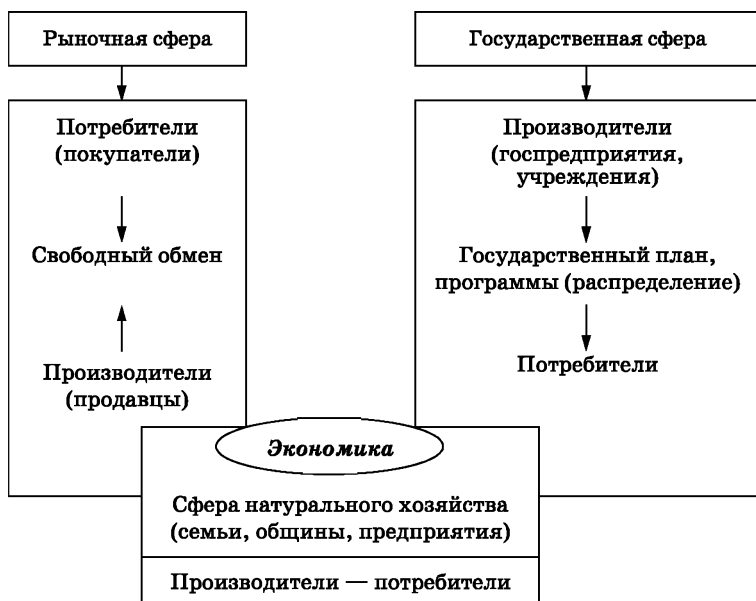 Рыночная сфера
Потребители
(покупатели)
Свободный обмен
Производители
(продавцы)
Государственная сфера
Производители
(госпредприятия,
учреждения)
Государственный план,
программы (распределение)
Потребители
Экономика
Сфера натурального хозяйства
(семьи, общины, предприятия)
Производители — потребители